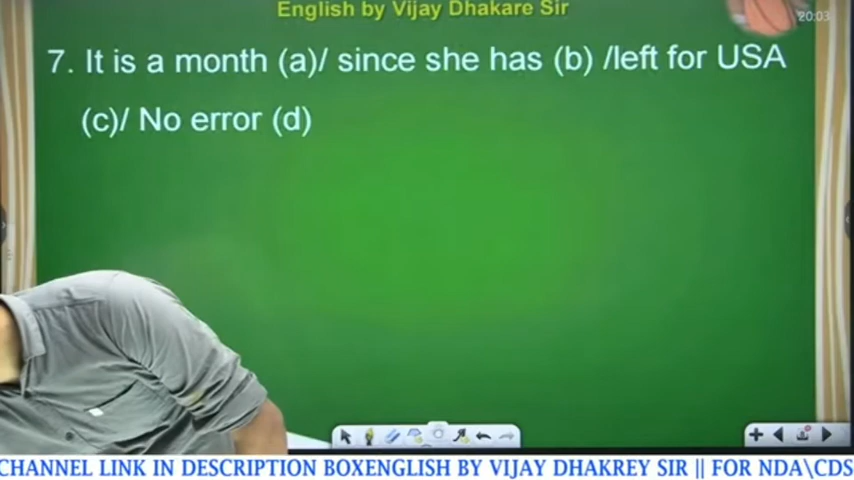 English by Vijay Dhakare Sir
20:03
7. It is a month (a)/ since she has (b) /left for USA
(c)/ No error (d)
CHANNEL LINK IN DESCRIPTION BOXENGLISH BY VIJAY DHAKREY SIR || FOR NDA\CDS